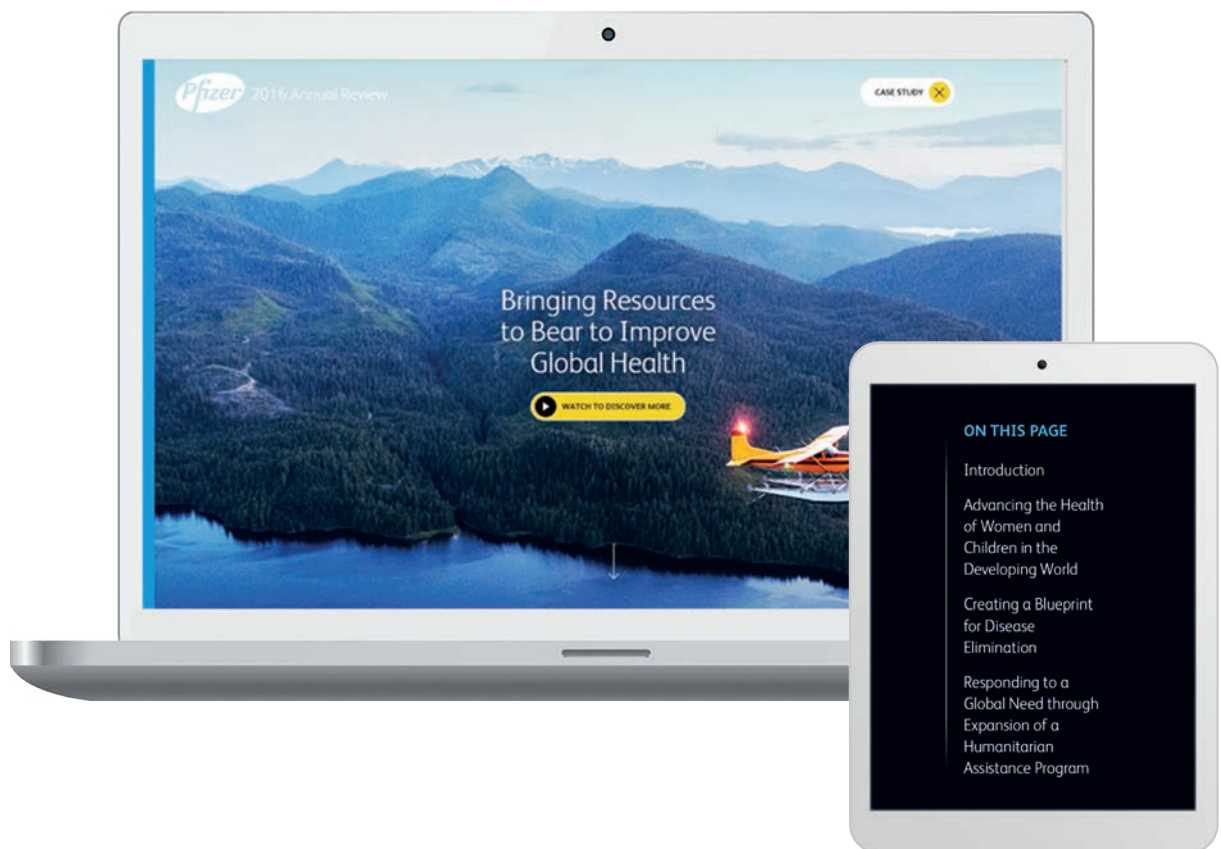 Pfizer 2016 Annual Review
CASE STUDY
Bringing Resources
to Bear to Improve
Global Health
WATCH TO DISCOVER MORE
ON THIS PAGE
Introduction
Advancing the Health
of Women and
Children in the
Developing World
Creating a Blueprint
for Disease
Elimination
Responding to a
Global Need through
Expansion of a
Humanitarian
Assistance Program